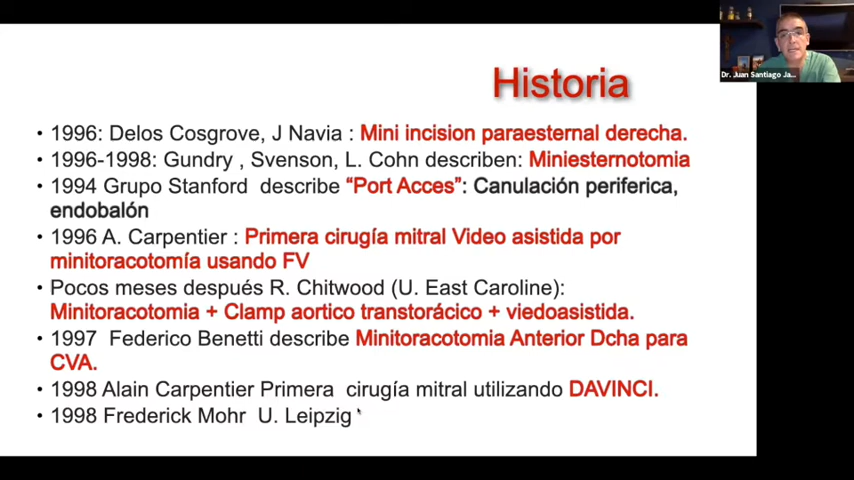 Dr. Juan Santiago Ja...
Historia
• 1996: Delos Cosgrove, J Navia : Mini incision paraesternal derecha.
• 1996-1998: Gundry , Svenson, L. Cohn describen: Miniesternotomia
• 1994 Grupo Stanford describe “Port Acces”: Canulación periferica,
endobalón
• 1996 A. Carpentier : Primera cirugía mitral Video asistida por
minitoracotomía usando FV
• Pocos meses después R. Chitwood (U. East Caroline):
Minitoracotomia + Clamp aortico transtorácico + viedoasistida.
• 1997 Federico Benetti describe Minitoracotomia Anterior Dcha para
CVA.
• 1998 Alain Carpentier Primera cirugía mitral utilizando DAVINCI.
• 1998 Frederick Mohr U. Leipzig